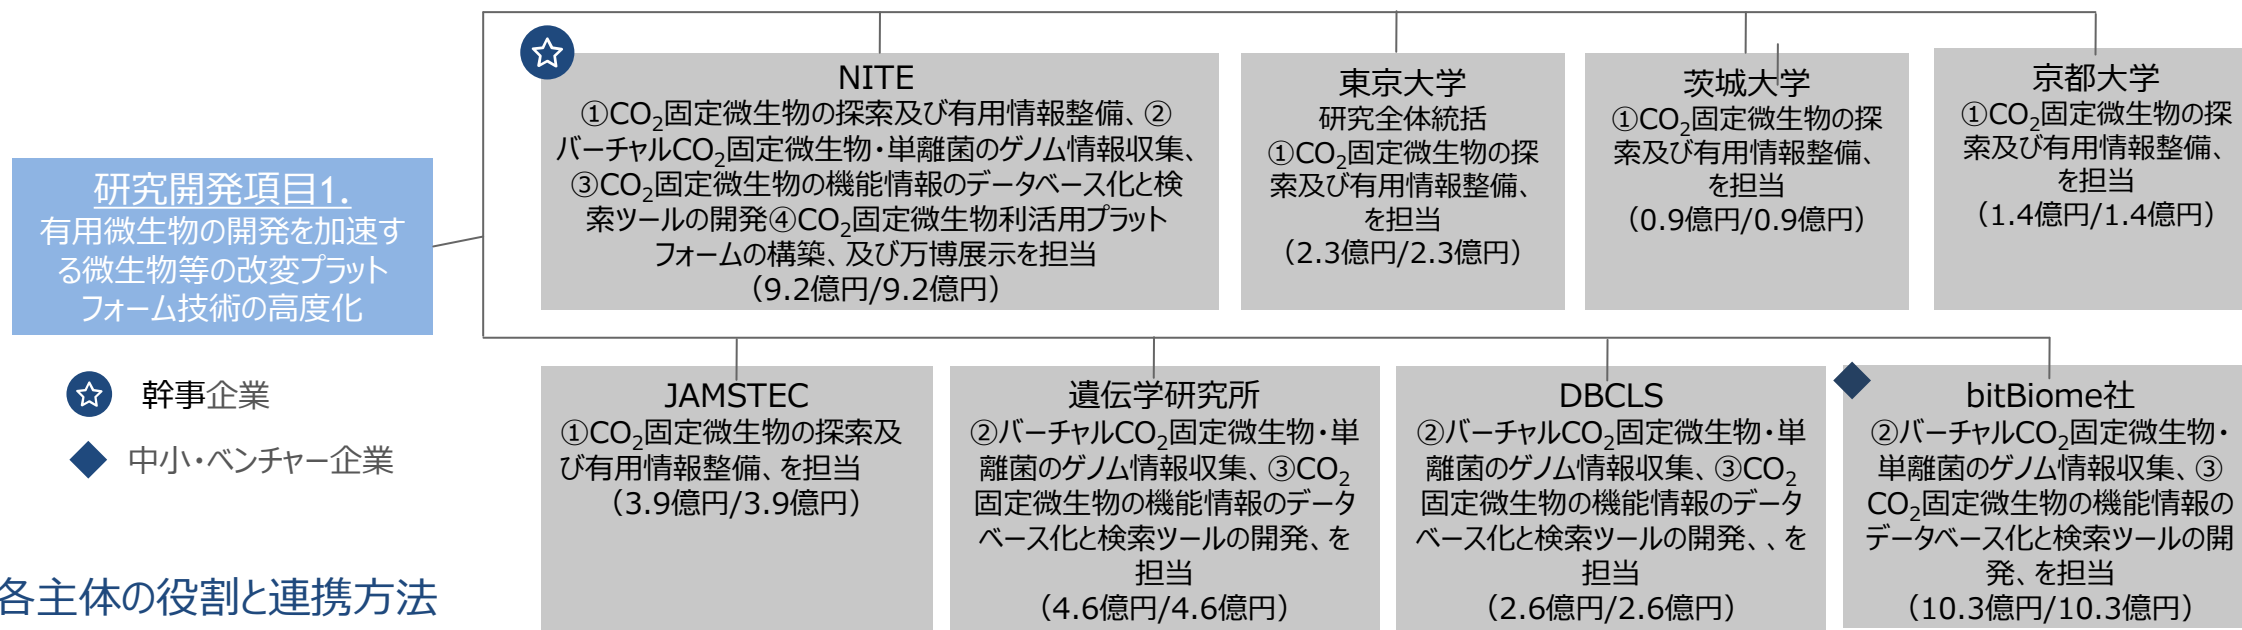 研究開発項目1.
有用微生物の開発を加速す
る微生物等の改変プラット
フォーム技術の高度化
NITE
①CO₂固定微生物の探索及び有用情報整備、②
バーチャルCO₂固定微生物・単離菌のゲノム情報収集、
③CO₂固定微生物の機能情報のデータベース化と検
索ツールの開発④CO₂固定微生物利活用プラット
フォームの構築、及び万博展示を担当
（9.2億円/9.2億円）
東京大学
研究全体統括
①CO₂固定微生物の探
索及び有用情報整備、
を担当
（2.3億円/2.3億円）
茨城大学
①CO₂固定微生物の探
索及び有用情報整備、
を担当
（0.9億円/0.9億円）
京都大学
①CO₂固定微生物の探
索及び有用情報整備、
を担当
（1.4億円/1.4億円）
JAMSTEC
①CO₂固定微生物の探索及
び有用情報整備、を担当
（3.9億円/3.9億円）
遺伝学研究所
②バーチャルCO₂固定微生物・単
離菌のゲノム情報収集、③CO₂
固定微生物の機能情報のデータ
ベース化と検索ツールの開発、を
担当
（4.6億円/4.6億円）
DBCLS
②バーチャルCO₂固定微生物・単
離菌のゲノム情報収集、③CO₂
固定微生物の機能情報のデータ
ベース化と検索ツールの開発、、を
担当
（2.6億円/2.6億円）
bitBiome社
②バーチャルCO₂固定微生物・
単離菌のゲノム情報収集、③
CO₂固定微生物の機能情報の
データベース化と検索ツールの開
発、を担当
（10.3億円/10.3億円）
幹事企業
中小・ベンチャー企業
各主体の役割と連携方法